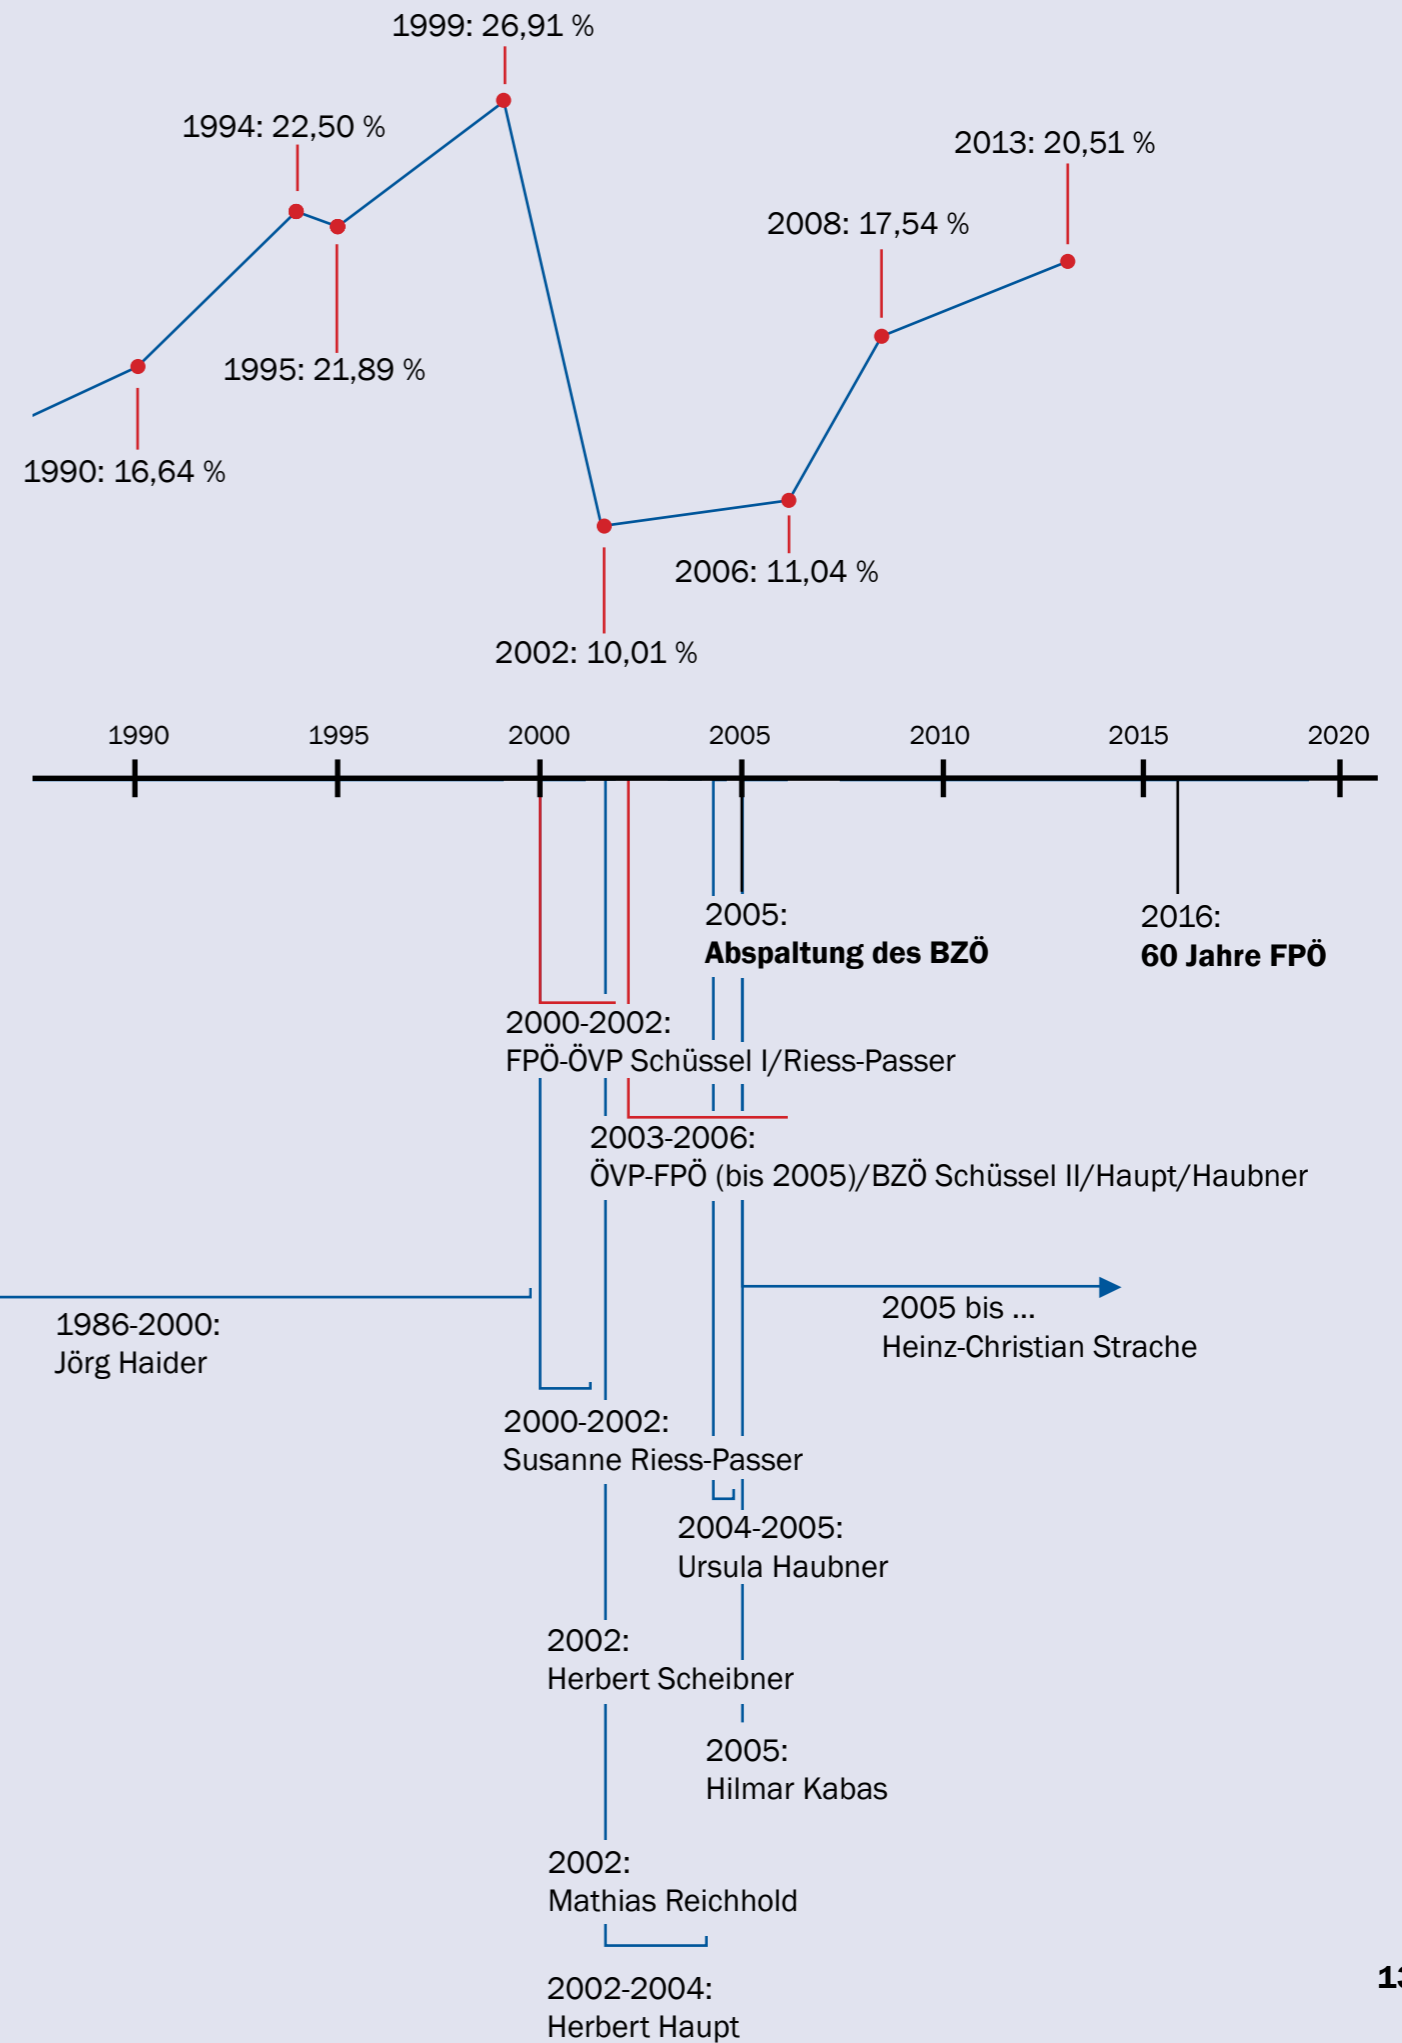 1999: 26,91 %
1994: 22,50 %
2013: 20,51 %
2008: 17,54 %
1995: 21,89 %
1990: 16,64 %
2006: 11,04 %
2002: 10,01 %
1990 1995 2000 2005 2010 2015 2020
2005:
Abspaltung des BZÖ
2016:
60 Jahre FPÖ
2000-2002:
FPÖ-ÖVP Schüssel I/Riess-Passer
2003-2006:
ÖVP-FPÖ (bis 2005)/BZÖ Schüssel II/Haupt/Haubner
1986-2000:
Jörg Haider
2005 bis ...
Heinz-Christian Strache
2000-2002:
Susanne Riess-Passer
2004-2005:
Ursula Haubner
2002:
Herbert Scheibner
2005:
Hilmar Kabas
2002:
Mathias Reichhold
2002-2004:
Herbert Haupt